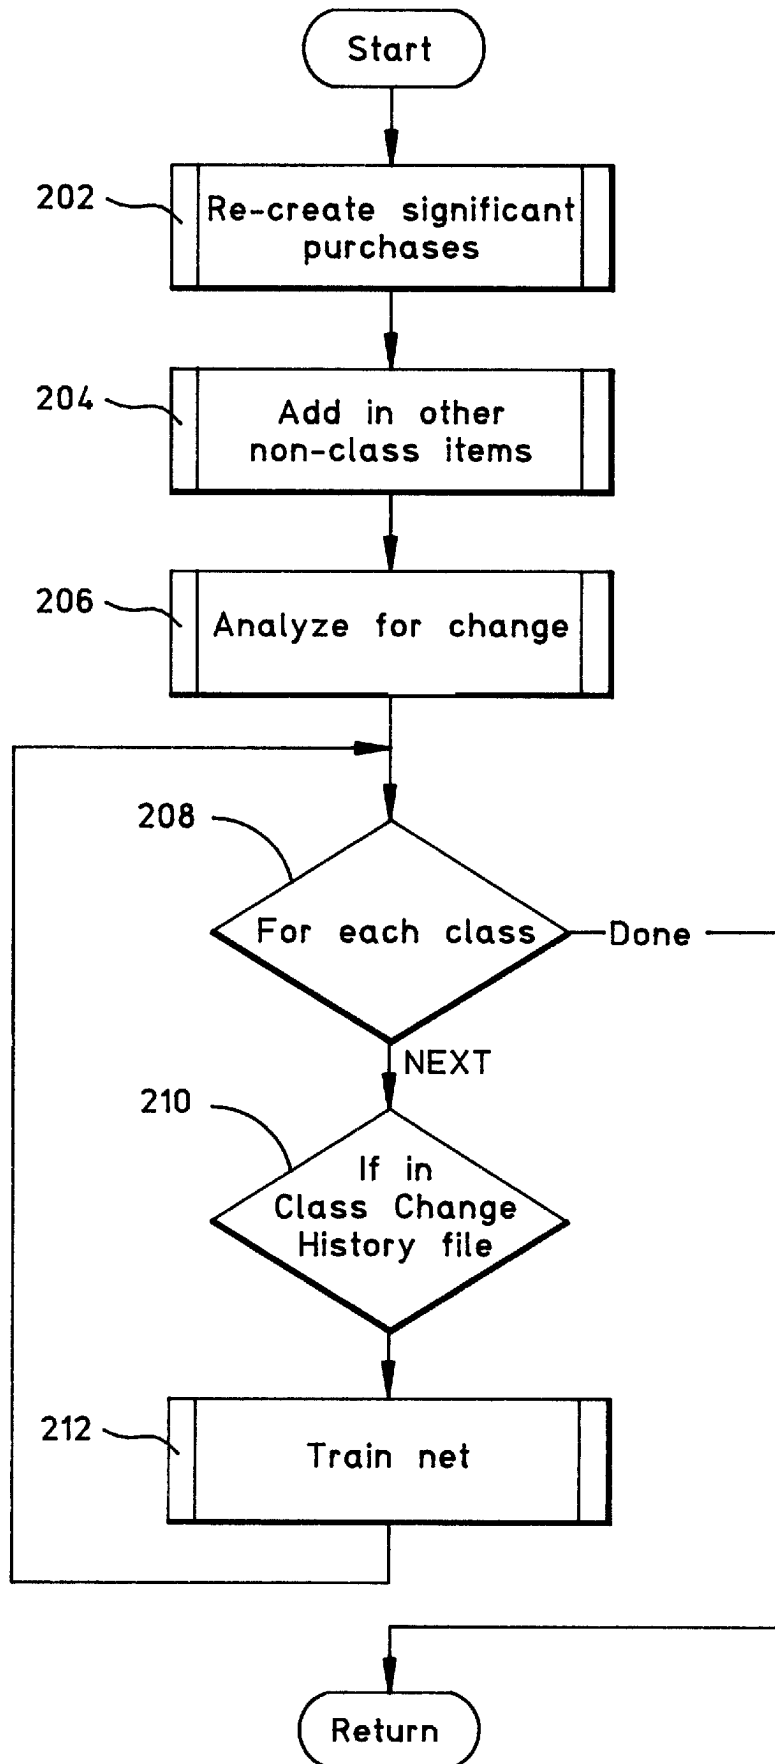 Start
202
Re-create significant
purchases
204
Add in other
non-class items
206
Analyze for change
208
For each class
Done
NEXT
210
If in
Class Change
History file
212
Train net
Return